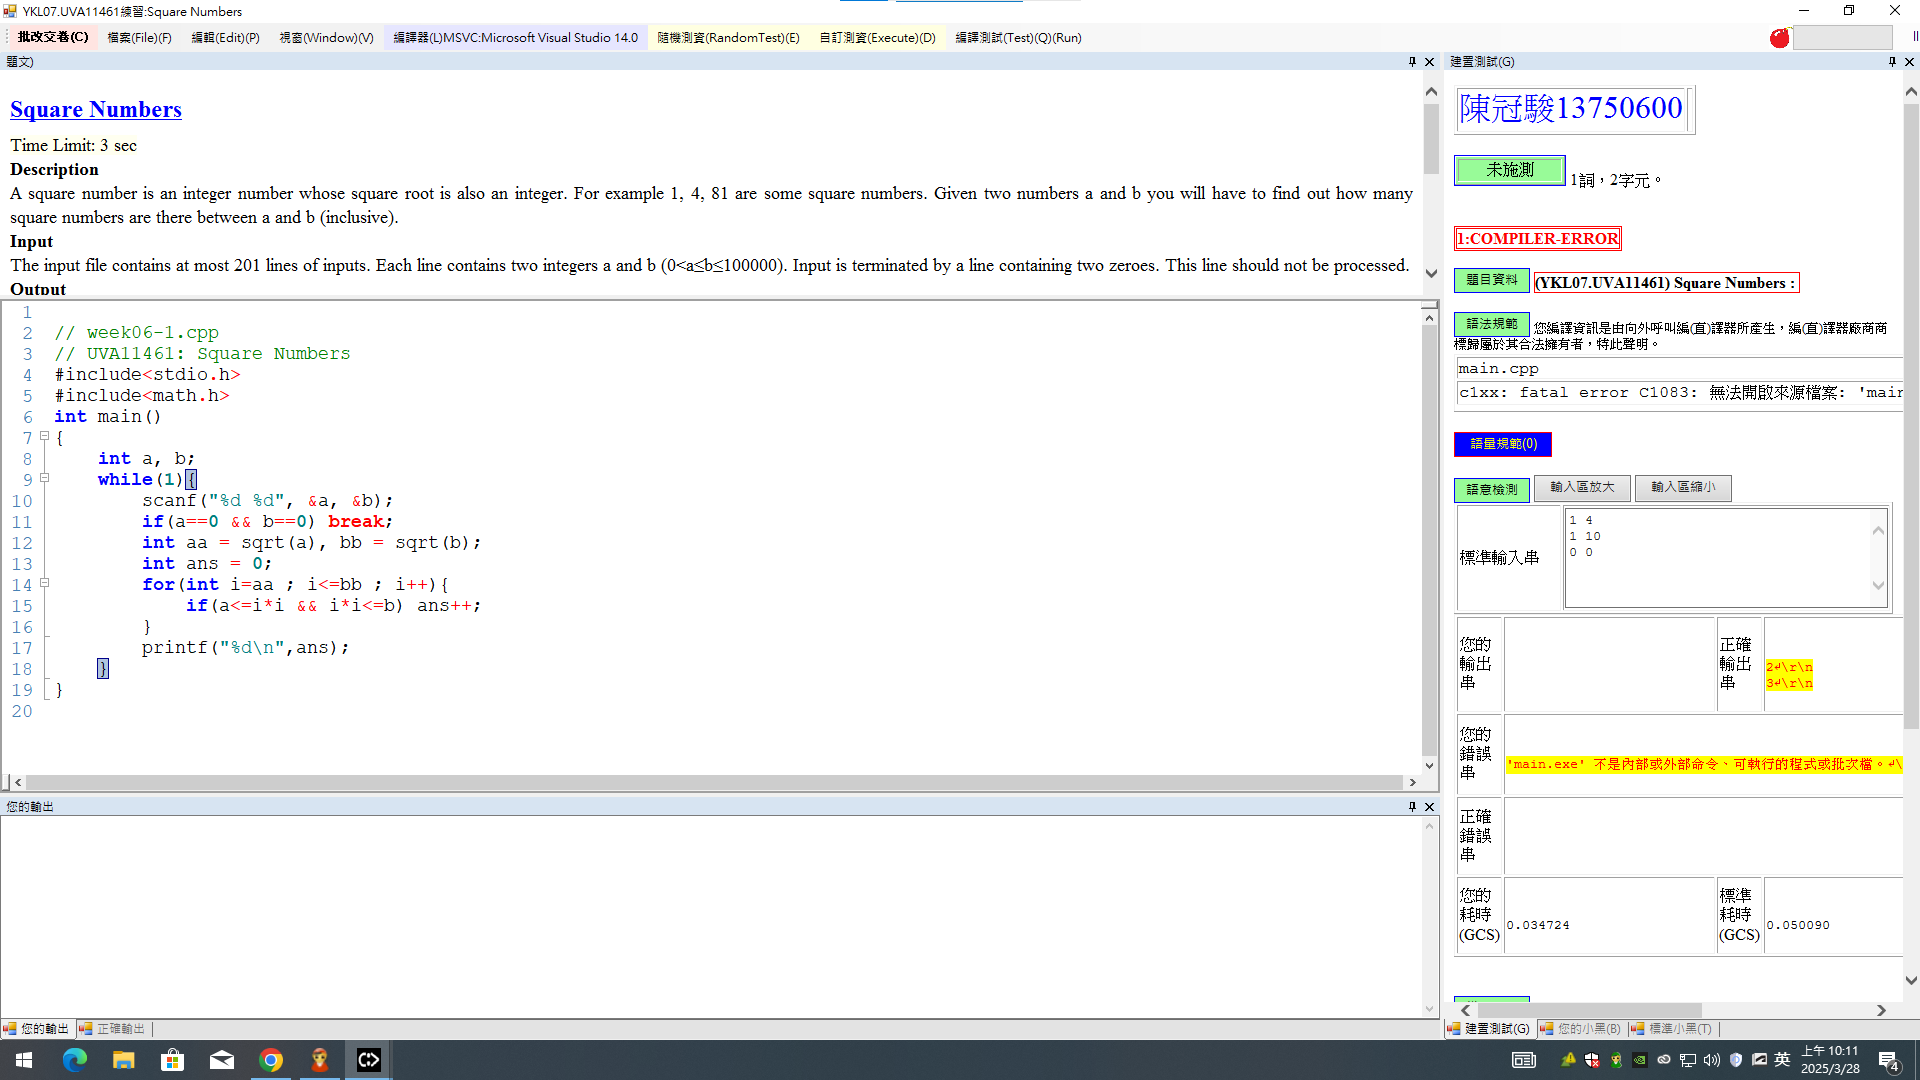 YKL07.UVA11461練習:Square Numbers
批改交卷(C) 檔案(File)(F) 編輯(Edit)(P) 視窗(Window)(V) 編譯器(L)MSVC:Microsoft Visual Studio 14.0 隨機測資(RandomTest)(E) 自訂測資(Execute)(D) 編譯測試(Test)(Q)(Run)
題文)
Square Numbers
Time Limit: 3 sec
Description
A square number is an integer number whose square root is also an integer. For example 1, 4, 81 are some square numbers. Given two numbers a and b you will have to find out how many
square numbers are there between a and b (inclusive).
Input
The input file contains at most 201 lines of inputs. Each line contains two integers a and b (0<a≤b≤100000). Input is terminated by a line containing two zeroes. This line should not be processed.
Output
1
2 // week06-1.cpp
3 // UVA11461: Square Numbers
4 #include<stdio.h>
5 #include<math.h>
6 int main()
7 {
8 int a, b;
9 while(1){
10 scanf("%d %d", &a, &b);
11 if(a==0 && b==0) break;
12 int aa = sqrt(a), bb = sqrt(b);
13 int ans = 0;
14 for(int i=aa ; i<=bb ; i++){
15 if(a<=i*i && i*i<=b) ans++;
16 }
17 printf("%d\n",ans);
18 }
19 }
20
您的輸出
您的輸出 正確輸出
建置測試(G)
陳冠駿13750600
未施測 1詞，2字元。
1:COMPILER-ERROR
題目資料 (YKL07.UVA11461) Square Numbers :
語法規範 您編譯資訊是由向外呼叫編(直)譯器所產生，編(直)譯器廠商商
標歸屬於其合法擁有者，特此聲明。
main.cpp
c1xx: fatal error C1083: 無法開啟來源檔案: 'main
語量規範(0)
語意檢測 輸入區放大 輸入區縮小
標準輸入串
1 4
1 10
0 0
您的輸出串
正確輸出串
2↲\r\n
3↲\r\n
您的錯誤串
'main.exe' 不是內部或外部命令、可執行的程式或批次檔。↲\
正確錯誤串
您的耗時(GCS) 0.034724 標準耗時(GCS) 0.050090
建置測試(G) 您的小黑(B) 標準小黑(T)
英
上午 10:11
2025/3/28
4